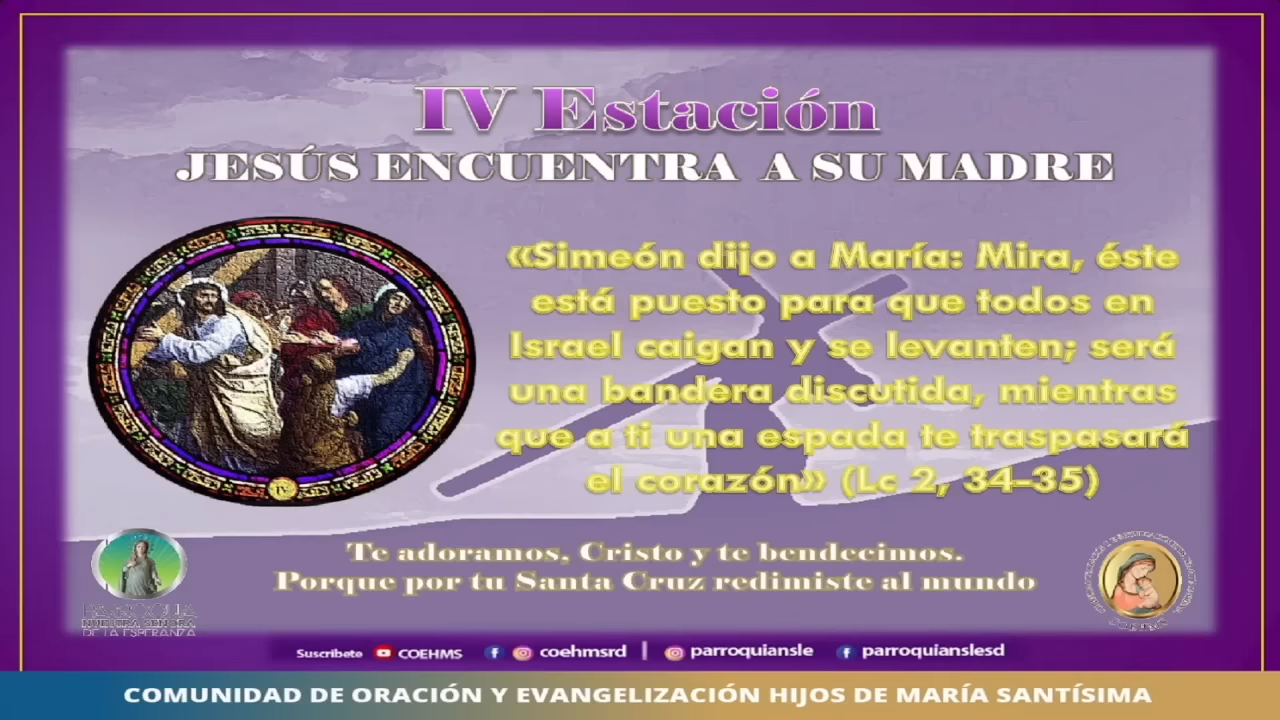 IV Estación
JESÚS ENCUENTRA A SU MADRE
«Simeón dijo a María: Mira, éste
está puesto para que todos en
Israel caigan y se levanten; será
una bandera discutida, mientras
que a ti una espada te traspasará
el corazón» (Lc 2, 34-35)
IV
Te adoramos, Cristo y te bendecimos.
Porque por tu Santa Cruz redimiste al mundo
PARROQUIA
NUESTRA SEÑORA
DE LA ESPERANZA
COEHMS
Suscribete COEHMS coehmsrd | parroquiansle parroquianslesd
COMUNIDAD DE ORACIÓN Y EVANGELIZACIÓN HIJOS DE MARÍA SANTÍSIMA